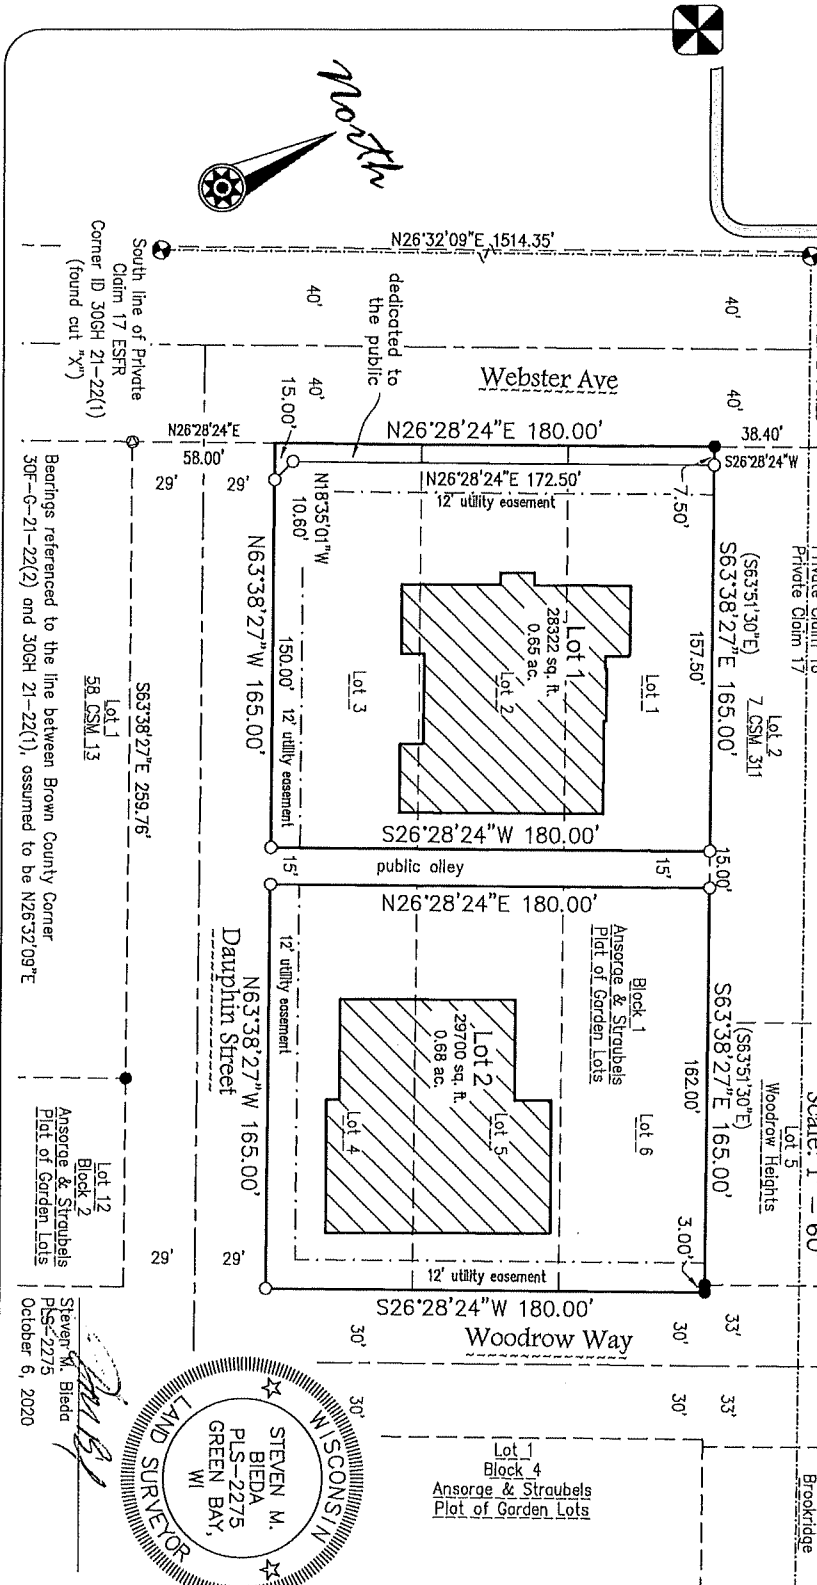 North
N26°32'09"E 1514.35'
40'
40'
40'
40'
dedicated to
the public
Webster Ave
South line of Private
Claim 17 ESFR
Corner ID 30GH 21-22(1)
(found cut "X")
N26°28'24"E
58.00'
15.00'
N26°28'24"E 180.00'
38.40'
S26°28'24"W
7.50'
N26°28'24"E 172.50'
12' utility easement
N18°35'01"W
10.60'
29'
29'
Private Claim 17
(S63°51'30"E)
S63°38'27"E 165.00'
157.50'
Lot 2
7 CSM 311
N63°38'27"W 165.00'
150.00'
12' utility easement
Lot 1
28322 sq. ft.
0.65 ac.
Lot 1
Lot 2
Lot 3
S63°38'27"E 259.76'
Lot 1
58 CSM 13
Bearings referenced to the line between Brown County Corner
30F-G-21-22(2) and 30GH 21-22(1), assumed to be N26°32'09"E
S26°28'24"W 180.00'
15'
public alley
15'
15.00'
N26°28'24"E 180.00'
Block 1
Ansorge & Straubels
Plat of Garden Lots
12' utility easement
Dauphin Street
N63°38'27"W 165.00'
Lot 2
29700 sq. ft.
0.68 ac.
Lot 4
Lot 5
Lot 6
(S63°51'30"E)
S63°38'27"E 165.00'
162.00'
3.00'
Lot 5
Woodrow Heights
Lot 12
Block 2
Ansorge & Straubels
Plat of Garden Lots
29'
29'
12' utility easement
S26°28'24"W 180.00'
Woodrow Way
30'
30'
33'
30'
30'
33'
Lot 1
Block 4
Ansorge & Straubels
Plat of Garden Lots
Brookridge
Steven M. Bieda
PLS-2275
October 6, 2020
WISCONSIN
STEVEN M.
BIEDA
PLS-2275
GREEN BAY,
WI
LAND SURVEYOR